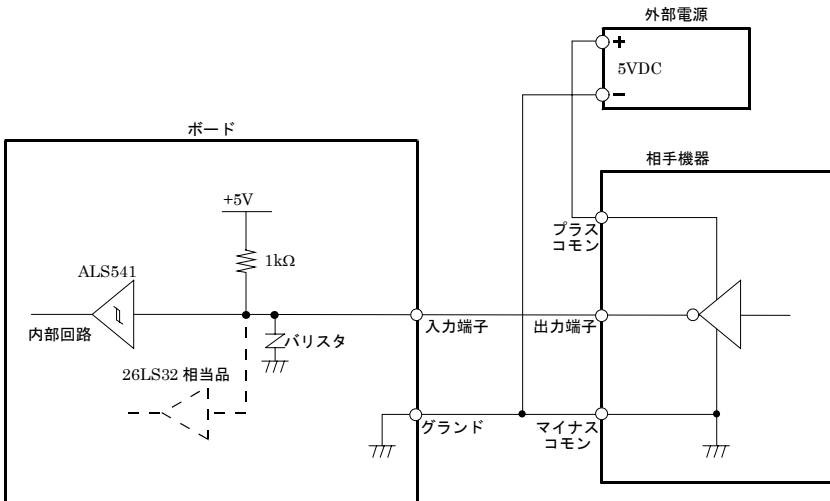 外部電源
+
5VDC
−
ボード
相手機器
+5V
プラス
コモン
1kΩ
ALS541
内部回路
バリスタ
入力端子
出力端子
26LS32 相当品
グランド
マイナス
コモン